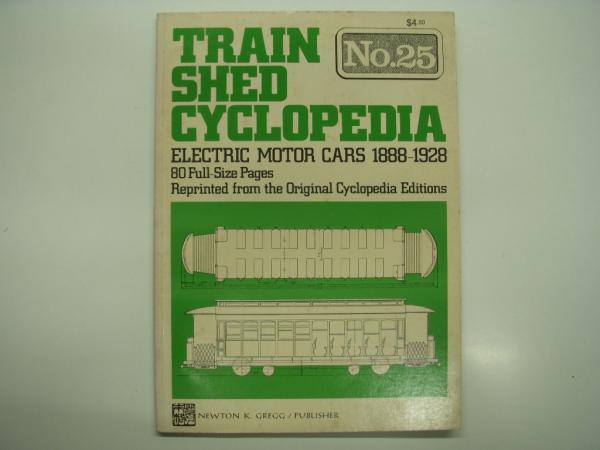 $4.50
TRAIN
SHED
CYCLOPEDIA
No.25
ELECTRIC MOTOR CARS 1888-1928
80 Full-Size Pages
Reprinted from the Original Cyclopedia Editions
NEWTON K. GREGG / PUBLISHER